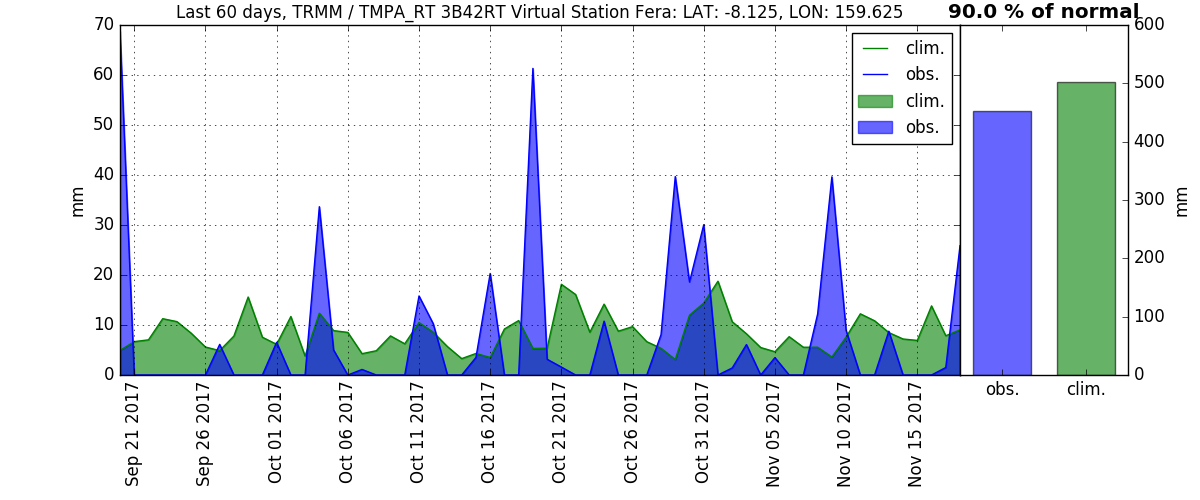 Last 60 days, TRMM / TMPA_RT 3B42RT Virtual Station Fera: LAT: -8.125, LON: 159.625
90.0 % of normal
70
60
50
40
30
20
10
0
mm
clim.
obs.
clim.
obs.
600
500
400
300
200
100
0
mm
obs.
clim.
Sep 21 2017
Sep 26 2017
Oct 01 2017
Oct 06 2017
Oct 11 2017
Oct 16 2017
Oct 21 2017
Oct 26 2017
Oct 31 2017
Nov 05 2017
Nov 10 2017
Nov 15 2017